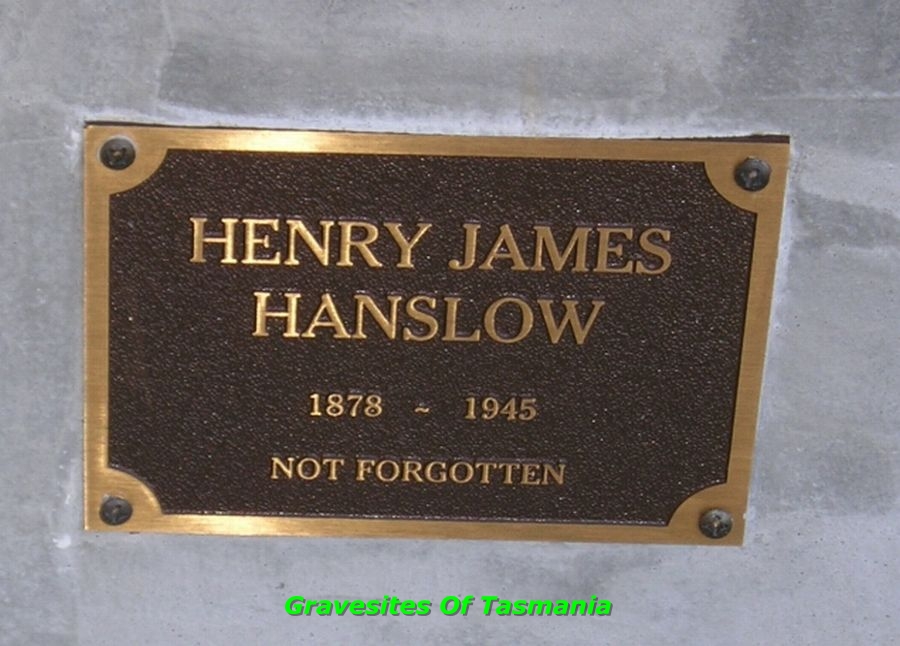 HENRY JAMES
HANSLOW
1878 ~ 1945
NOT FORGOTTEN
Gravesites Of Tasmania